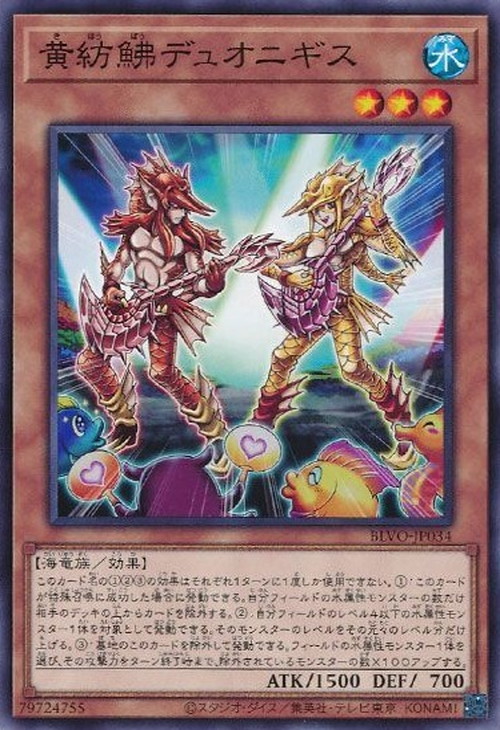 黄紡鮄デュオニギス
水
BLVO-JP034
【海竜族／効果】
このカード名の①②③の効果はそれぞれ１ターンに１度しか使用できない。①：このカード
が特殊召喚に成功した場合に発動できる。自分フィールドの水属性モンスターの数だけ
相手のデッキの上からカードを除外する。②：自分フィールドのレベル４以下の水属性モン
スター１体を対象として発動できる。そのモンスターのレベルをその元々のレベル分だけ
上げる。③：墓地のこのカードを除外して発動できる。フィールドの水属性モンスター１体を
選び、その攻撃力をターン終了時まで、除外されているモンスターの数×１００アップする。
ATK/1500 DEF/ 700
79724755 ©スタジオ・ダイス／集英社・テレビ東京 KONAMI